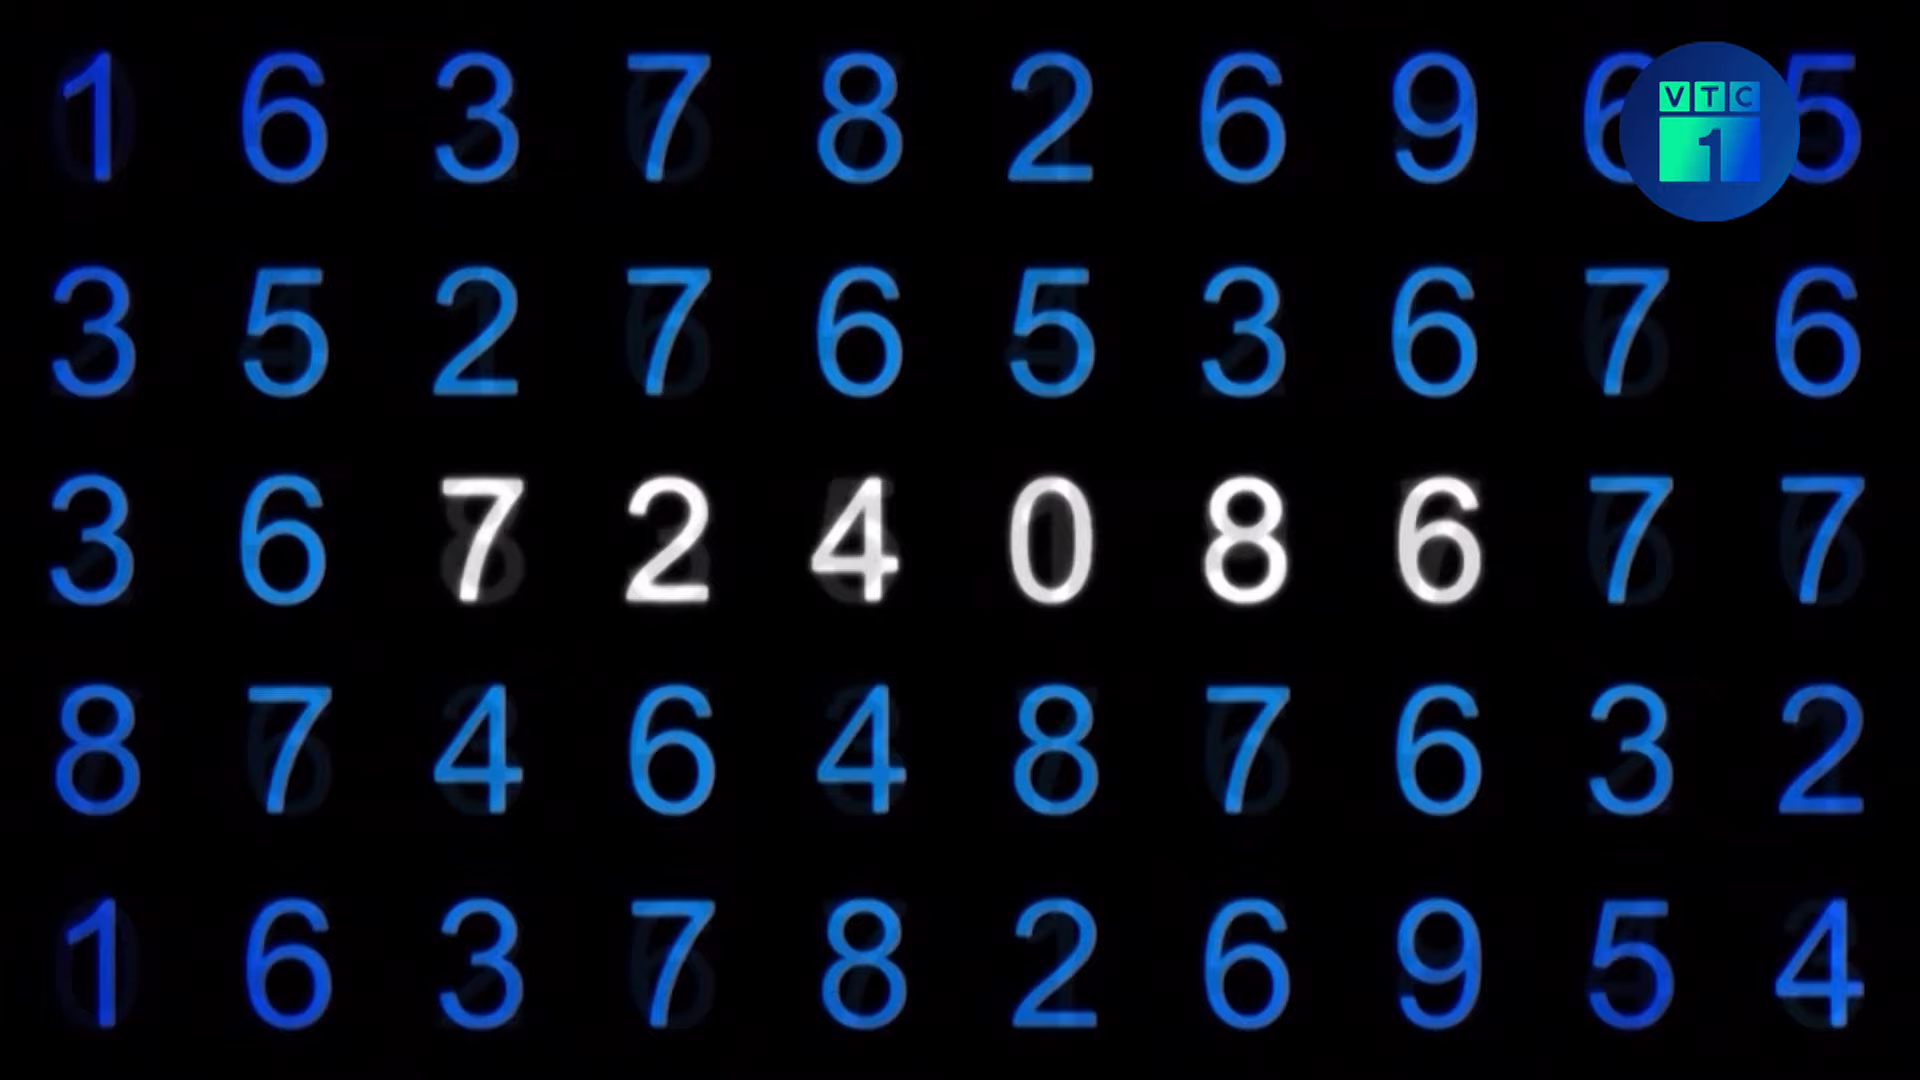 1 6 3 7 8 2 6 9 6 5
VTC
1
3 5 2 7 6 5 3 6 7 6
3 6 7 2 4 0 8 6 7 7
8 7 4 6 4 8 7 6 3 2
1 6 3 7 8 2 6 9 5 4